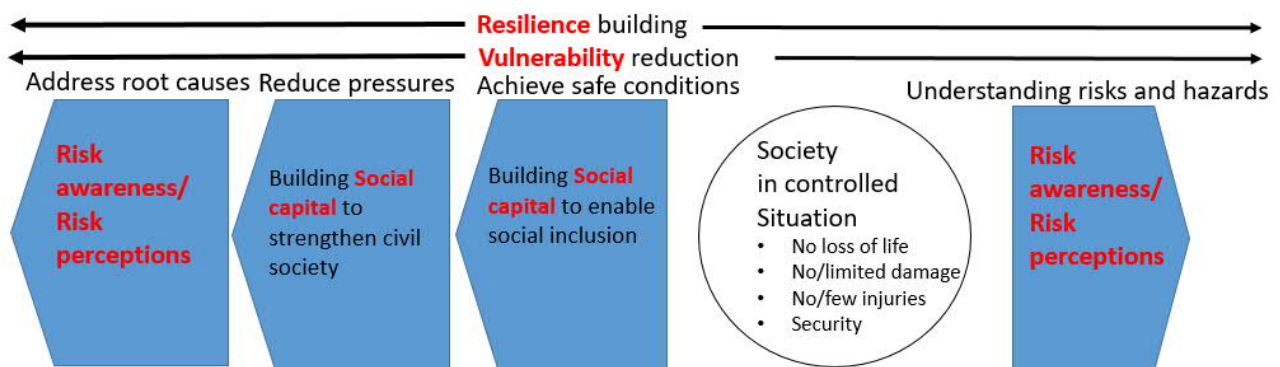 Resilience building
Vulnerability reduction
Address root causes
Reduce pressures
Achieve safe conditions
Understanding risks and hazards
Risk
awareness/
Risk
perceptions
Building Social
capital to
strengthen civil
society
Building Social
capital to enable
social inclusion
Society
in controlled
Situation
• No loss of life
• No/limited damage
• No/few injuries
• Security
Risk
awareness/
Risk
perceptions